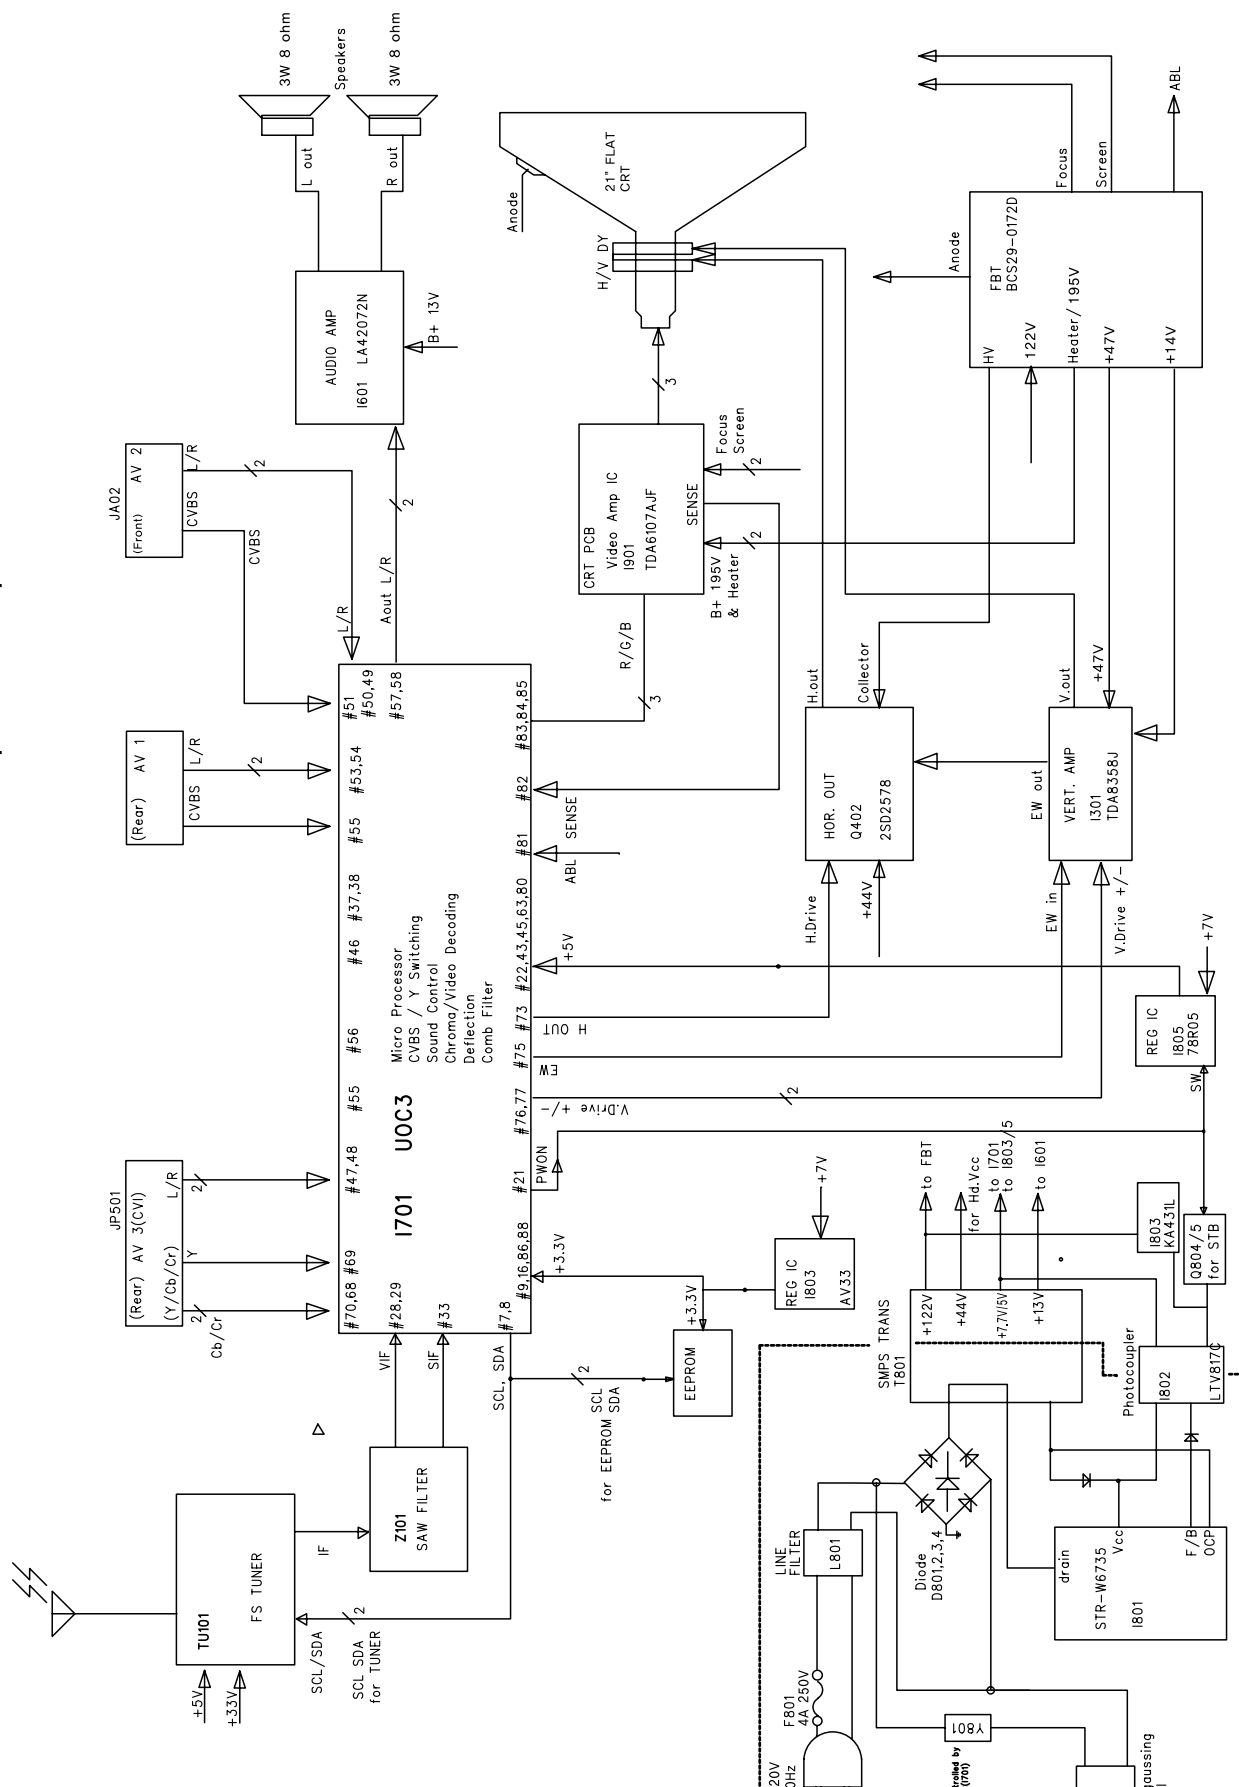 3W 8 ohm
Speakers
3W 8 ohm
L out
R out
AUDIO AMP
I601 LA42072N
B+ 13V
JA02
(Front) AV 2
CVBS
L/R
2
CVBS
L/R
Aout L/R
2
(Rear) AV 1
CVBS
L/R
2
JP501
(Rear) AV 3(CVI)
(Y/Cb/Cr)
L/R
2
Y
2
Cb/Cr
#51
#50,49
#57,58
#53,54
#55
#37,38
#46
#56
#55
#47,48
#69
#70,68
#28,29
#33
#7,8
#9,16,86,88
#21
#76,77
#75
#73
#22,43,45,63,80
#81
#82
#83,84,85
I701 UOC3
Micro Processor
CVBS / Y Switching
Sound Control
Chroma/Video Decoding
Deflection
Comb Filter
Anode
21" FLAT
CRT
H/V DY
3
CRT PCB
Video Amp IC
I901
TDA6107AJF
SENSE
Focus
Screen
2
2
B+ 195V
& Heater
R/G/B
3
SENSE
ABL
+5V
H OUT
EW
V.Drive +/-
2
PWON
+3.3V
FBT
BCS29-0172D
Anode
Focus
Screen
ABL
HV
122V
Heater/195V
+47V
+14V
H.out
Collector
HOR. OUT
Q402
2SD2578
H.Drive
+44V
V.out
+47V
EW out
VERT. AMP
I301
TDA8358J
EW in
V.Drive +/-
REG IC
I805
78R05
+7V
SW
REG IC
I803
AV33
+7V
+3.3V
EEPROM
2
SCL
for EEPROM SDA
SCL, SDA
VIF
SIF
Z101
SAW FILTER
IF
TU101
FS TUNER
+5V
+33V
SCL/SDA
2
SCL SDA
for TUNER
SMPS TRANS
T801
+122V
+44V
+7.7V/5V
+13V
to FBT
for Hd.Vcc
to I701
to I803/5
to I601
I803
KA431L
Q804/5
for STB
Photocoupler
I802
LTV817C
LINE
FILTER
L801
Diode
D801,2,3,4
drain
Vcc
F/B
OCP
STR-W6735
I801
F801
4A 250V
20V
0Hz
Y801
trolled by
(I701)
gaussing